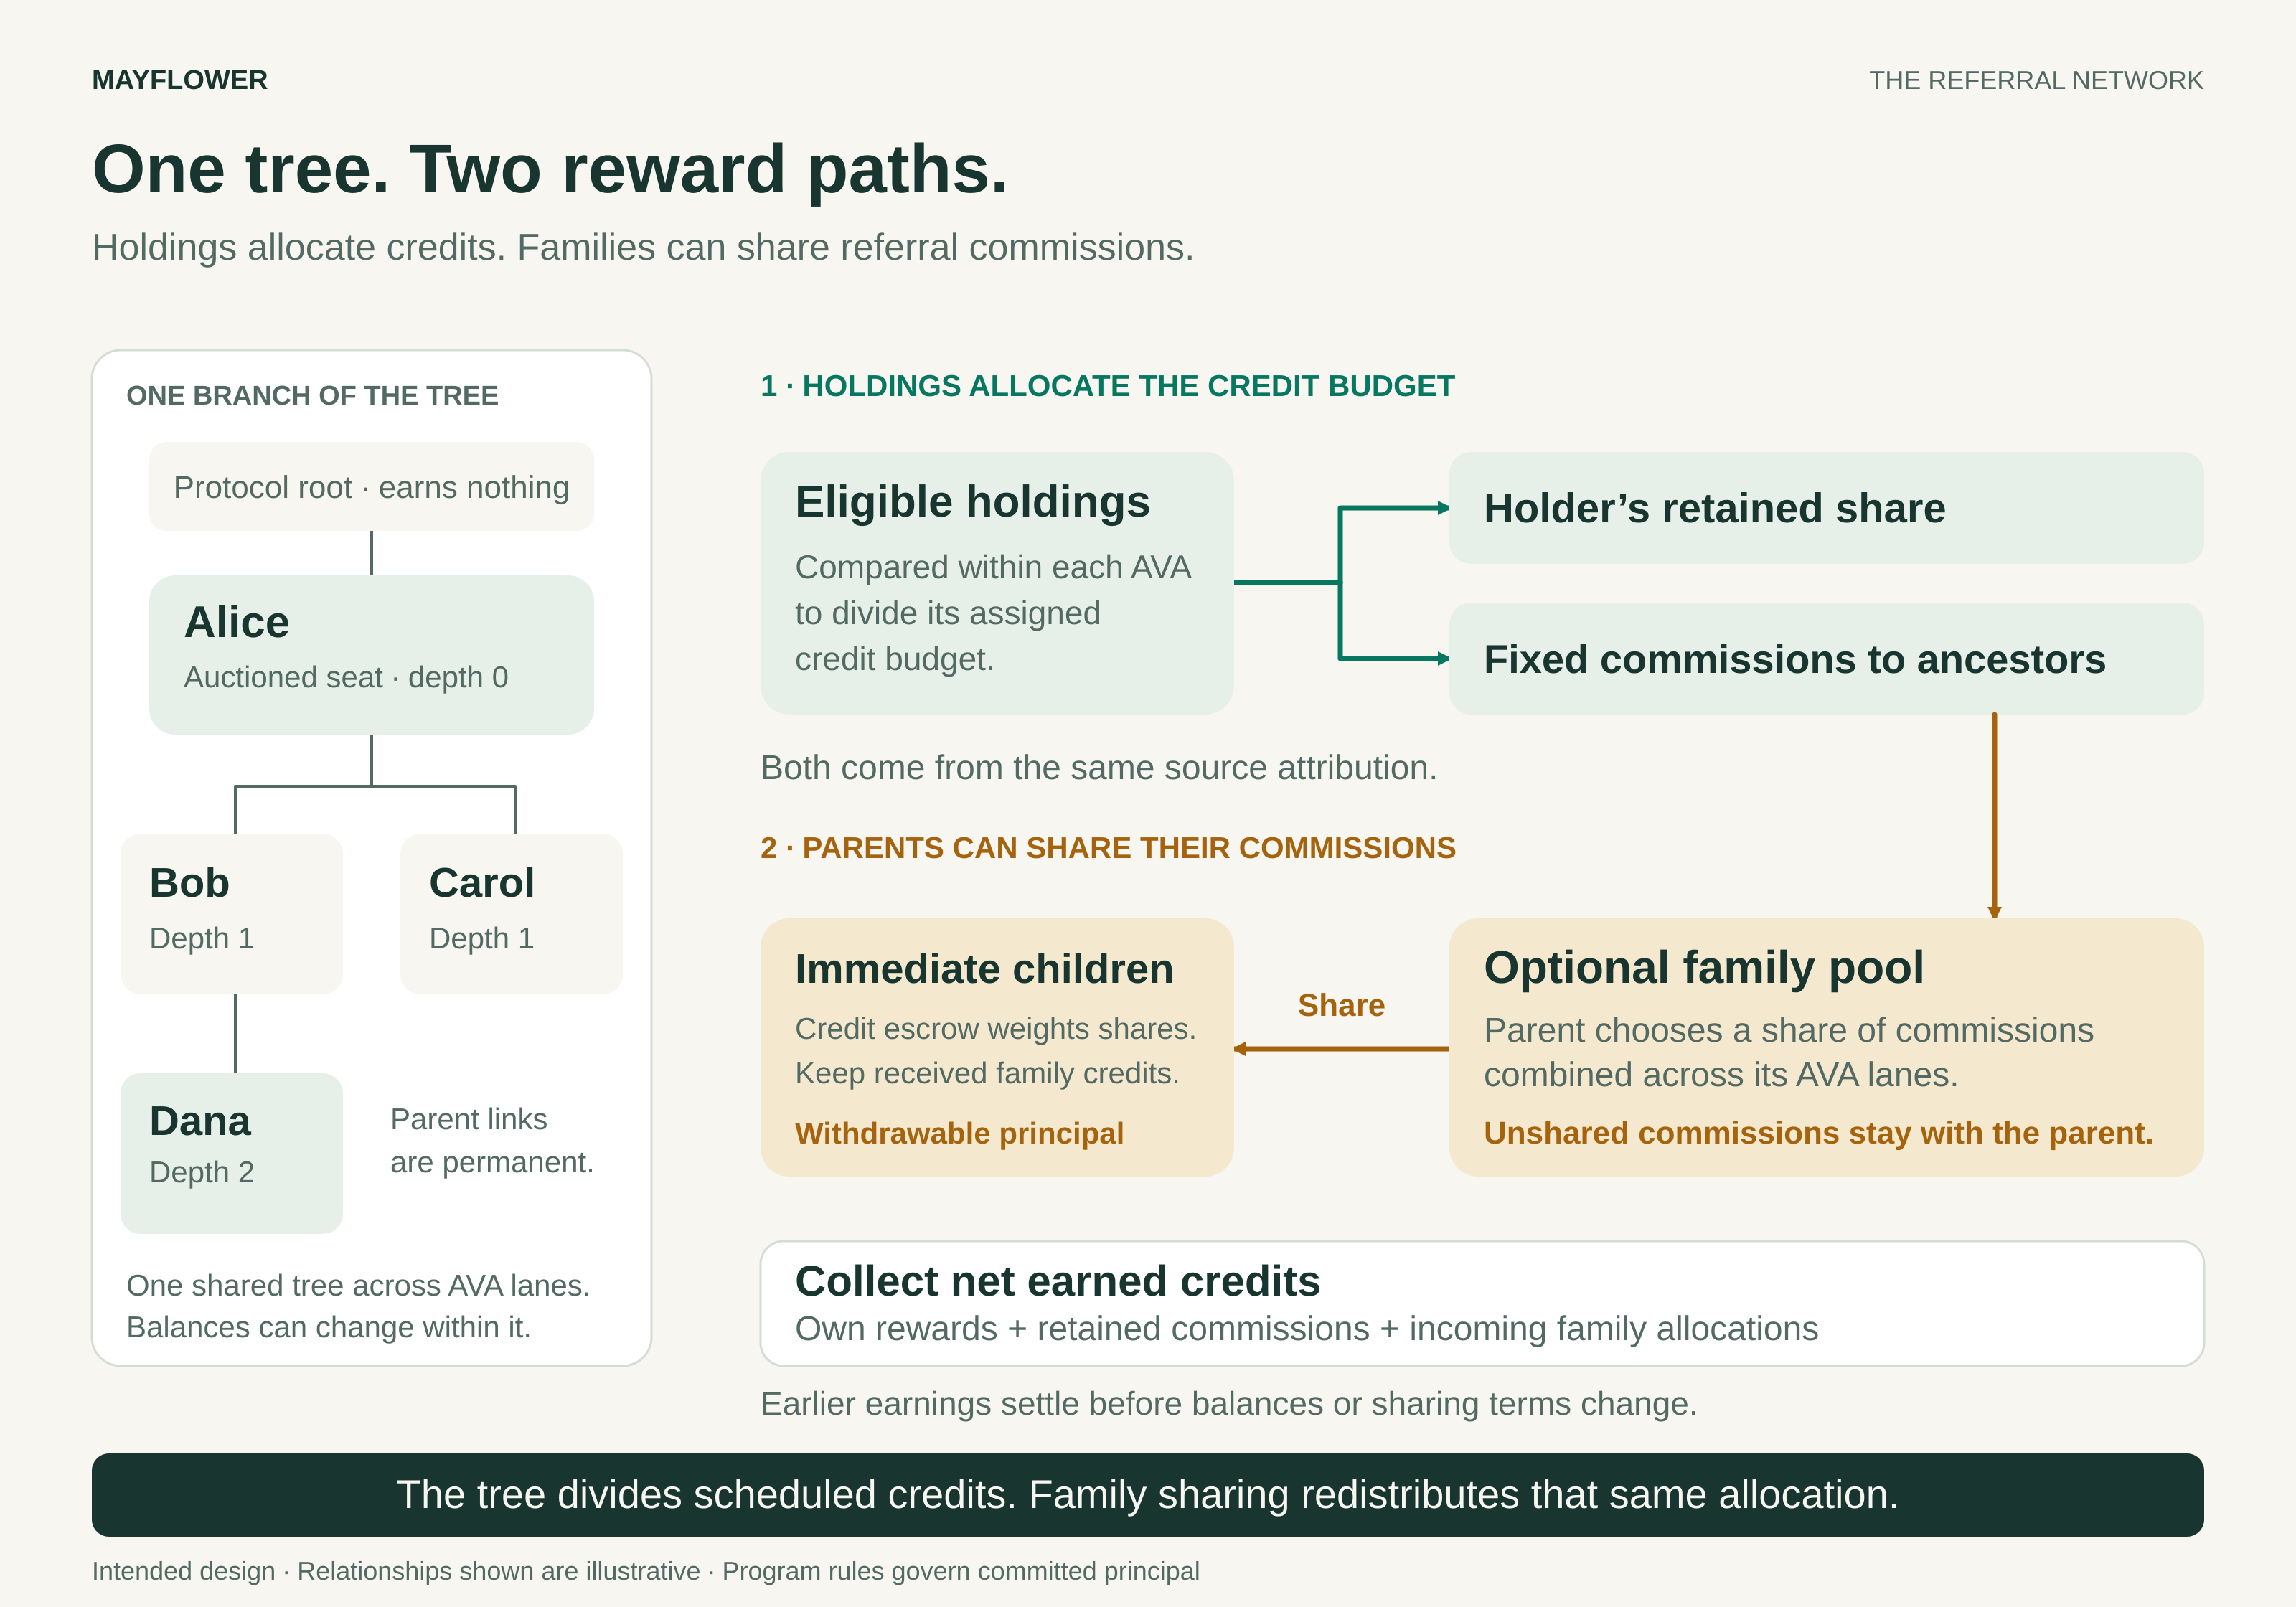 MAYFLOWER
THE REFERRAL NETWORK
One tree. Two reward paths.
Holdings allocate credits. Families can share referral commissions.
ONE BRANCH OF THE TREE
Protocol root · earns nothing
Alice
Auctioned seat · depth 0
Bob
Depth 1
Carol
Depth 1
Dana
Depth 2
Parent links
are permanent.
One shared tree across AVA lanes.
Balances can change within it.
1 · HOLDINGS ALLOCATE THE CREDIT BUDGET
Eligible holdings
Compared within each AVA
to divide its assigned
credit budget.
Holder’s retained share
Fixed commissions to ancestors
Both come from the same source attribution.
2 · PARENTS CAN SHARE THEIR COMMISSIONS
Immediate children
Credit escrow weights shares.
Keep received family credits.
Withdrawable principal
Share
Optional family pool
Parent chooses a share of commissions
combined across its AVA lanes.
Unshared commissions stay with the parent.
Collect net earned credits
Own rewards + retained commissions + incoming family allocations
Earlier earnings settle before balances or sharing terms change.
The tree divides scheduled credits. Family sharing redistributes that same allocation.
Intended design · Relationships shown are illustrative · Program rules govern committed principal